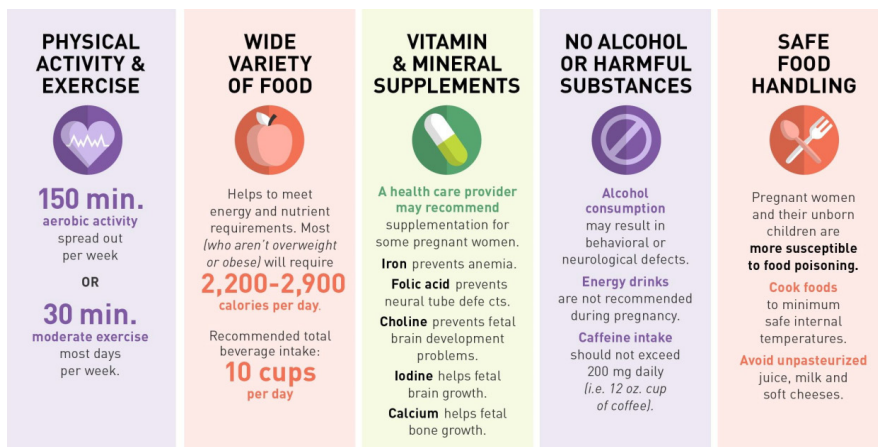 PHYSICAL
ACTIVITY &
EXERCISE
150 min.
aerobic activity
spread out
per week
OR
30 min.
moderate exercise
most days
per week.
WIDE
VARIETY
OF FOOD
Helps to meet
energy and nutrient
requirements. Most
(who aren't overweight
or obese) will require
2,200-2,900
calories per day.
Recommended total
beverage intake:
10 cups
per day
VITAMIN
& MINERAL
SUPPLEMENTS
A health care provider
may recommend
supplementation for
some pregnant women.
Iron prevents anemia.
Folic acid prevents
neural tube defe cts.
Choline prevents fetal
brain development
problems.
Iodine helps fetal
brain growth.
Calcium helps fetal
bone growth.
NO ALCOHOL
OR HARMFUL
SUBSTANCES
Alcohol
consumption
may result in
behavioral or
neurological defects.
Energy drinks
are not recommended
during pregnancy.
Caffeine intake
should not exceed
200 mg daily
(i.e. 12 oz. cup
of coffee).
SAFE
FOOD
HANDLING
Pregnant women
and their unborn
children are
more susceptible
to food poisoning.
Cook foods
to minimum
safe internal
temperatures.
Avoid unpasteurized
juice, milk and
soft cheeses.